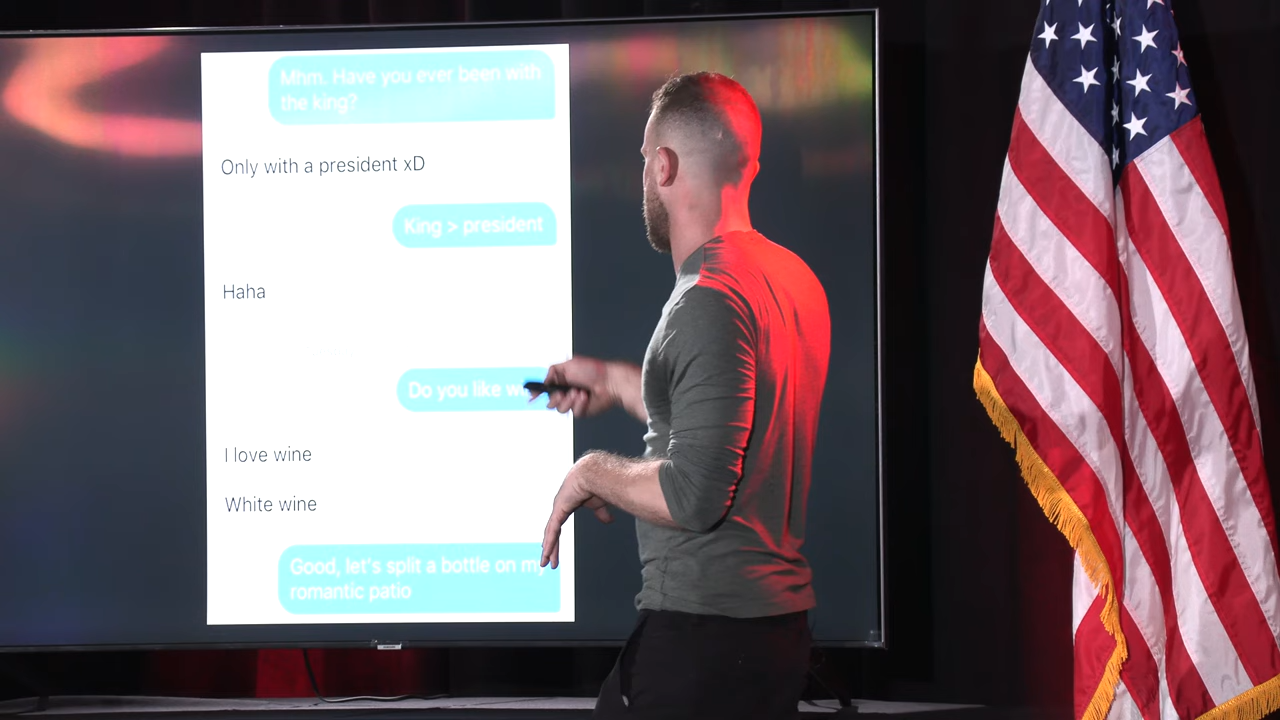 Mhm. Have you ever been with
the king?
Only with a president xD
King > president
Haha
Do you like
I love wine
White wine
Good, let's split a bottle on my
romantic patio